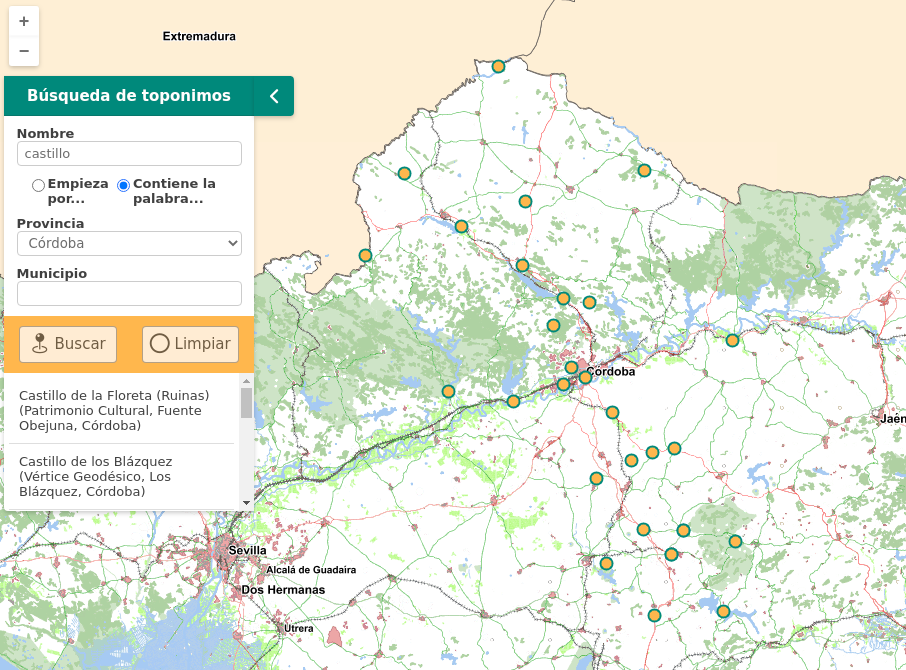 +
Extremadura
−
Búsqueda de toponimos
Nombre
castillo
Empieza por...
Contiene la palabra...
Provincia
Córdoba
Municipio
Buscar
Limpiar
Castillo de la Floreta (Ruinas)
(Patrimonio Cultural, Fuente
Obejuna, Córdoba)
Castillo de los Blázquez
(Vértice Geodésico, Los
Blázquez, Córdoba)
Córdoba
Jaén
Sevilla
Alcalá de Guadaira
Dos Hermanas
Utrera